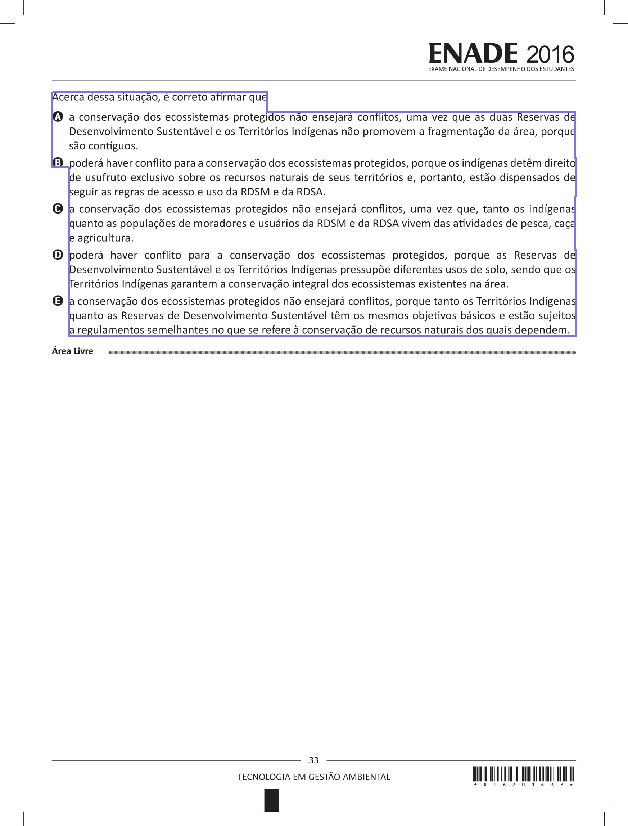 ENADE 2016
EXAME NACIONAL DE DESEMPENHO DOS ESTUDANTES
Acerca dessa situação, é correto afirmar que
A a conservação dos ecossistemas protegidos não ensejará conflitos, uma vez que as duas Reservas de
Desenvolvimento Sustentável e os Territórios Indígenas não promovem a fragmentação da área, porque
são contíguos.
B poderá haver conflito para a conservação dos ecossistemas protegidos, porque os indígenas detêm direito
de usufruto exclusivo sobre os recursos naturais de seus territórios e, portanto, estão dispensados de
seguir as regras de acesso e uso da RDSM e da RDSA.
C a conservação dos ecossistemas protegidos não ensejará conflitos, uma vez que, tanto os indígenas
quanto as populações de moradores e usuários da RDSM e da RDSA vivem das atividades de pesca, caça
e agricultura.
D poderá haver conflito para a conservação dos ecossistemas protegidos, porque as Reservas de
Desenvolvimento Sustentável e os Territórios Indígenas pressupõe diferentes usos de solo, sendo que os
Territórios Indígenas garantem a conservação integral dos ecossistemas existentes na área.
E a conservação dos ecossistemas protegidos não ensejará conflitos, porque tanto os Territórios Indígenas
quanto as Reservas de Desenvolvimento Sustentável têm os mesmos objetivos básicos e estão sujeitos
a regulamentos semelhantes no que se refere à conservação de recursos naturais dos quais dependem.
Área Livre
33
TECNOLOGIA EM GESTÃO AMBIENTAL